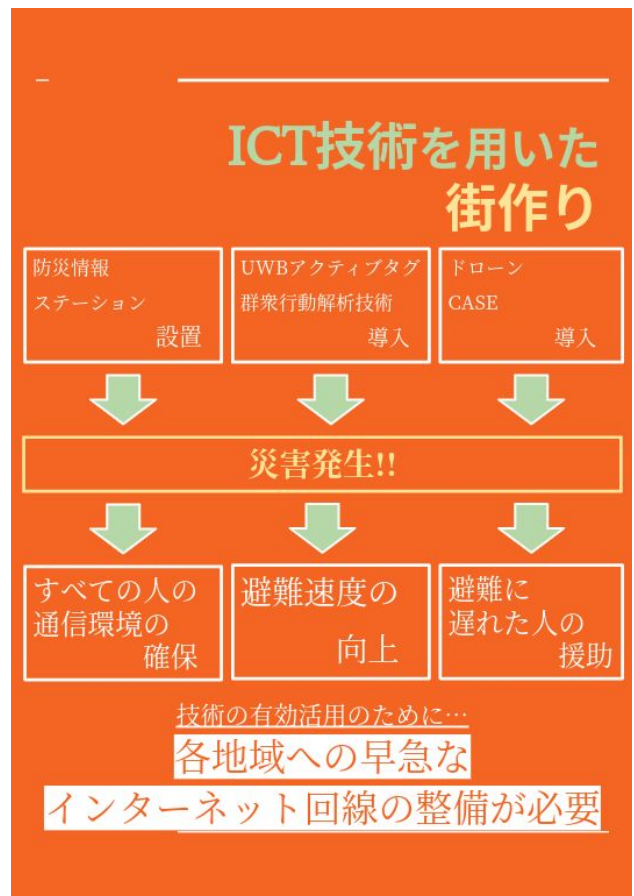 ICT技術を用いた
街作り
防災情報
ステーション
設置
UWBアクティブタグ
群衆行動解析技術
導入
ドローン
CASE
導入
災害発生!!
すべての人の
通信環境の
確保
避難速度の
向上
避難に
遅れた人の
援助
技術の有効活用のために…
各地域への早急な
インターネット回線の整備が必要